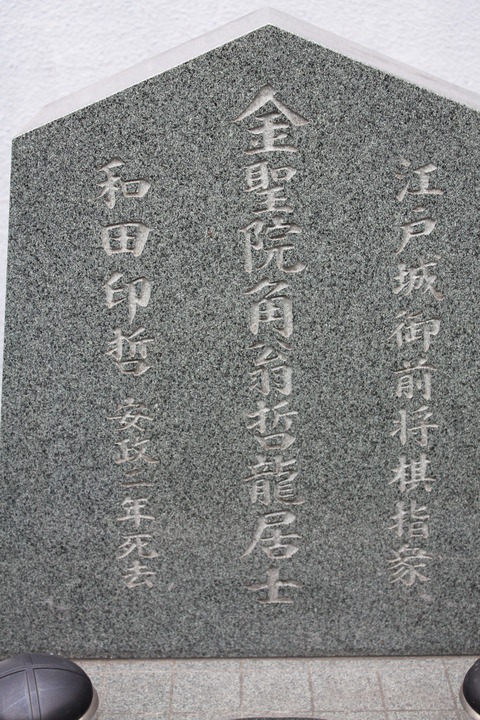 江戸城御前将棋指衆
金聖院角翁哲龍居士
和田印哲 安政二年死去